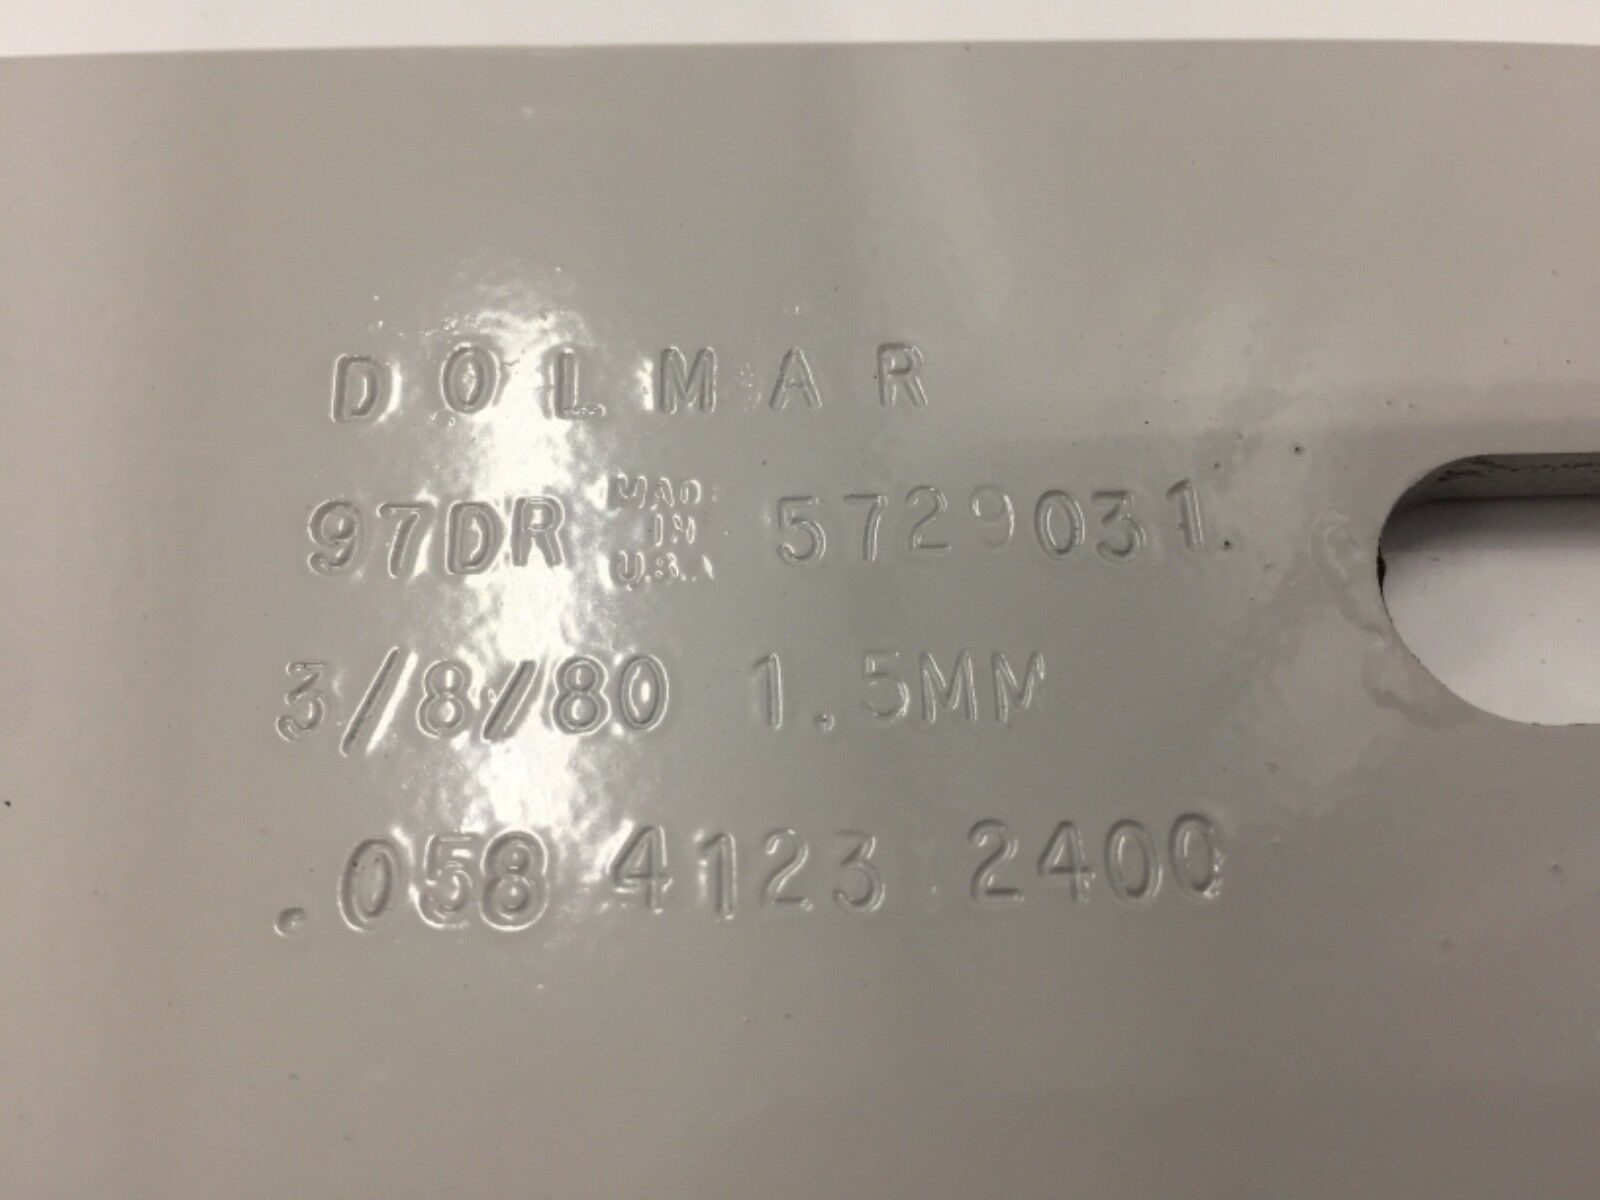 DOLMAR
97DR MADE IN U.S.A 5729031
3/8/80 1.5MM
.058 4123 2400